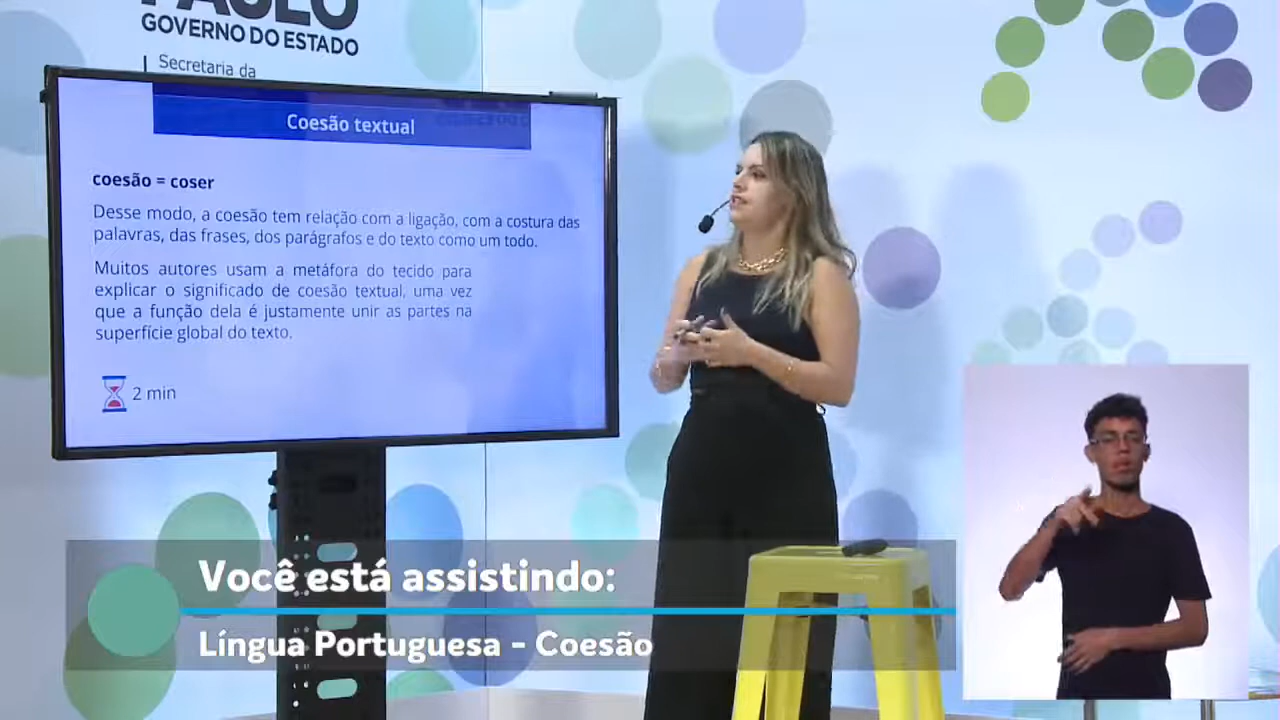 PAULO
GOVERNO DO ESTADO
Secretaria da
Coesão textual
coesão = coser
Desse modo, a coesão tem relação com a ligação, com a costura das
palavras, das frases, dos parágrafos e do texto como um todo.
Muitos autores usam a metáfora do tecido para
explicar o significado de coesão textual, uma vez
que a função dela é justamente unir as partes na
superfície global do texto.
2 min
Você está assistindo:
Língua Portuguesa - Coesão